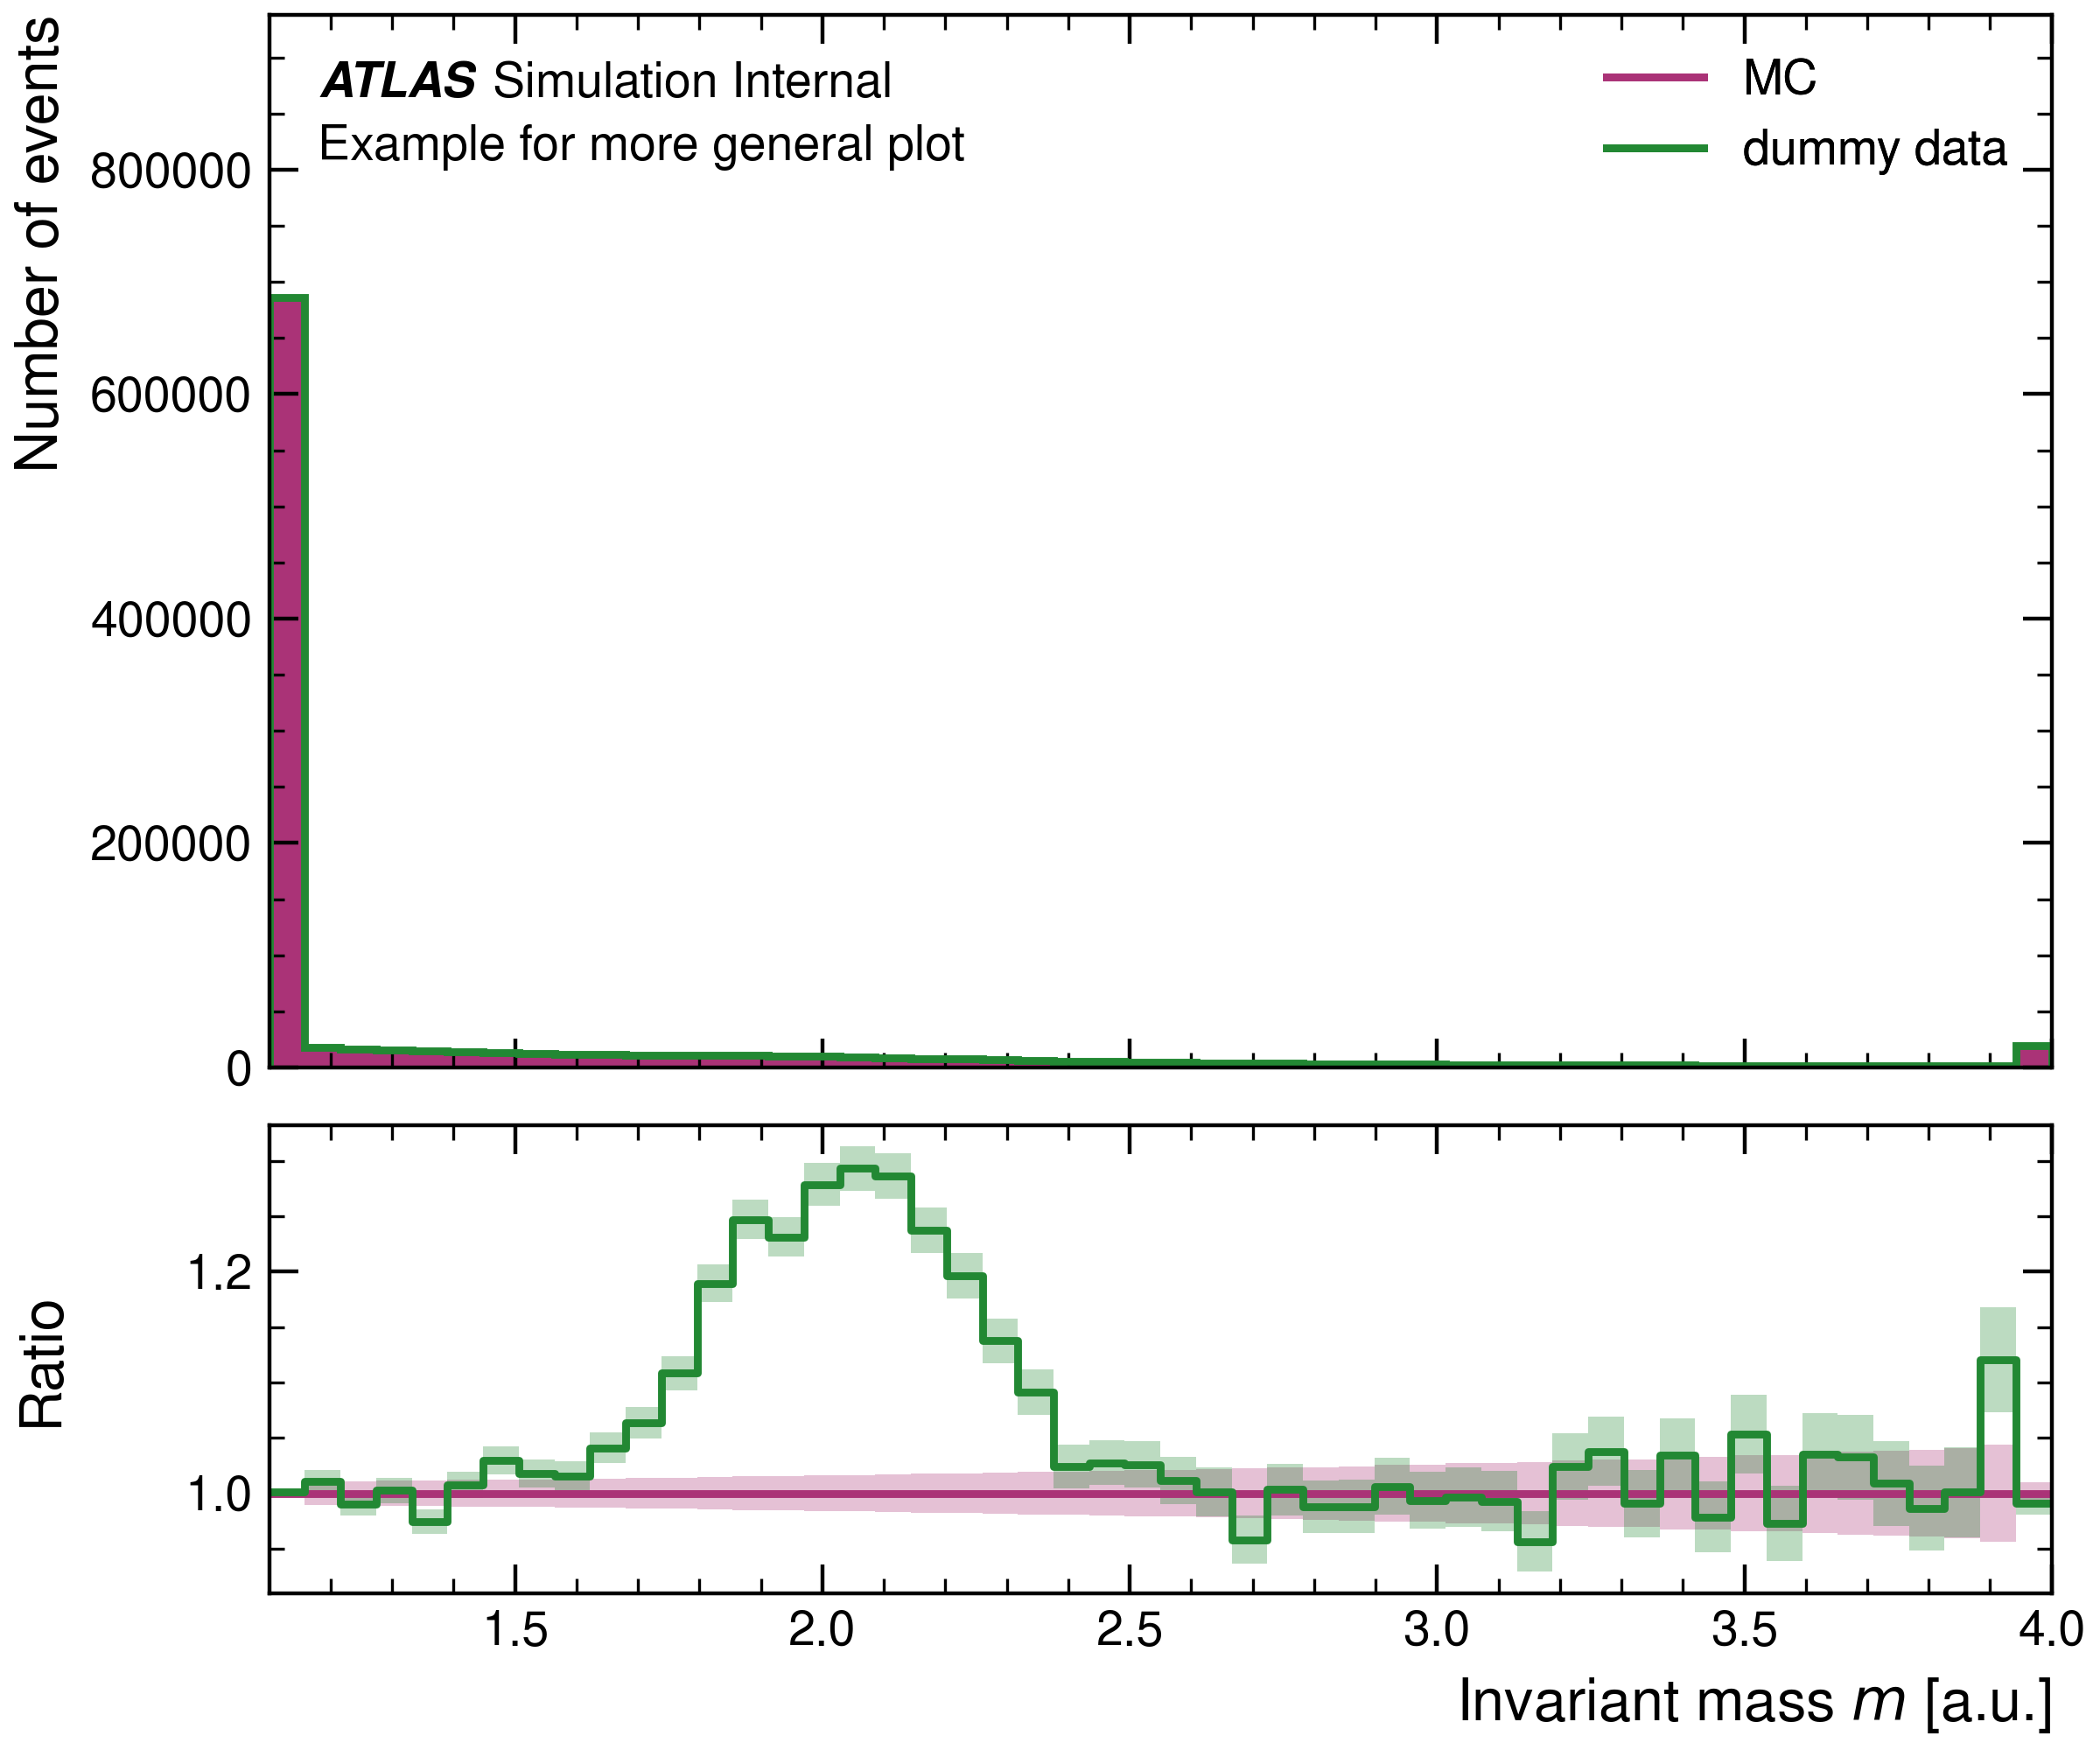 Number of events
ATLAS Simulation Internal
Example for more general plot
MC
dummy data
800000
600000
400000
200000
0
Ratio
1.2
1.0
1.5 2.0 2.5 3.0 3.5 4.0
Invariant mass m [a.u.]